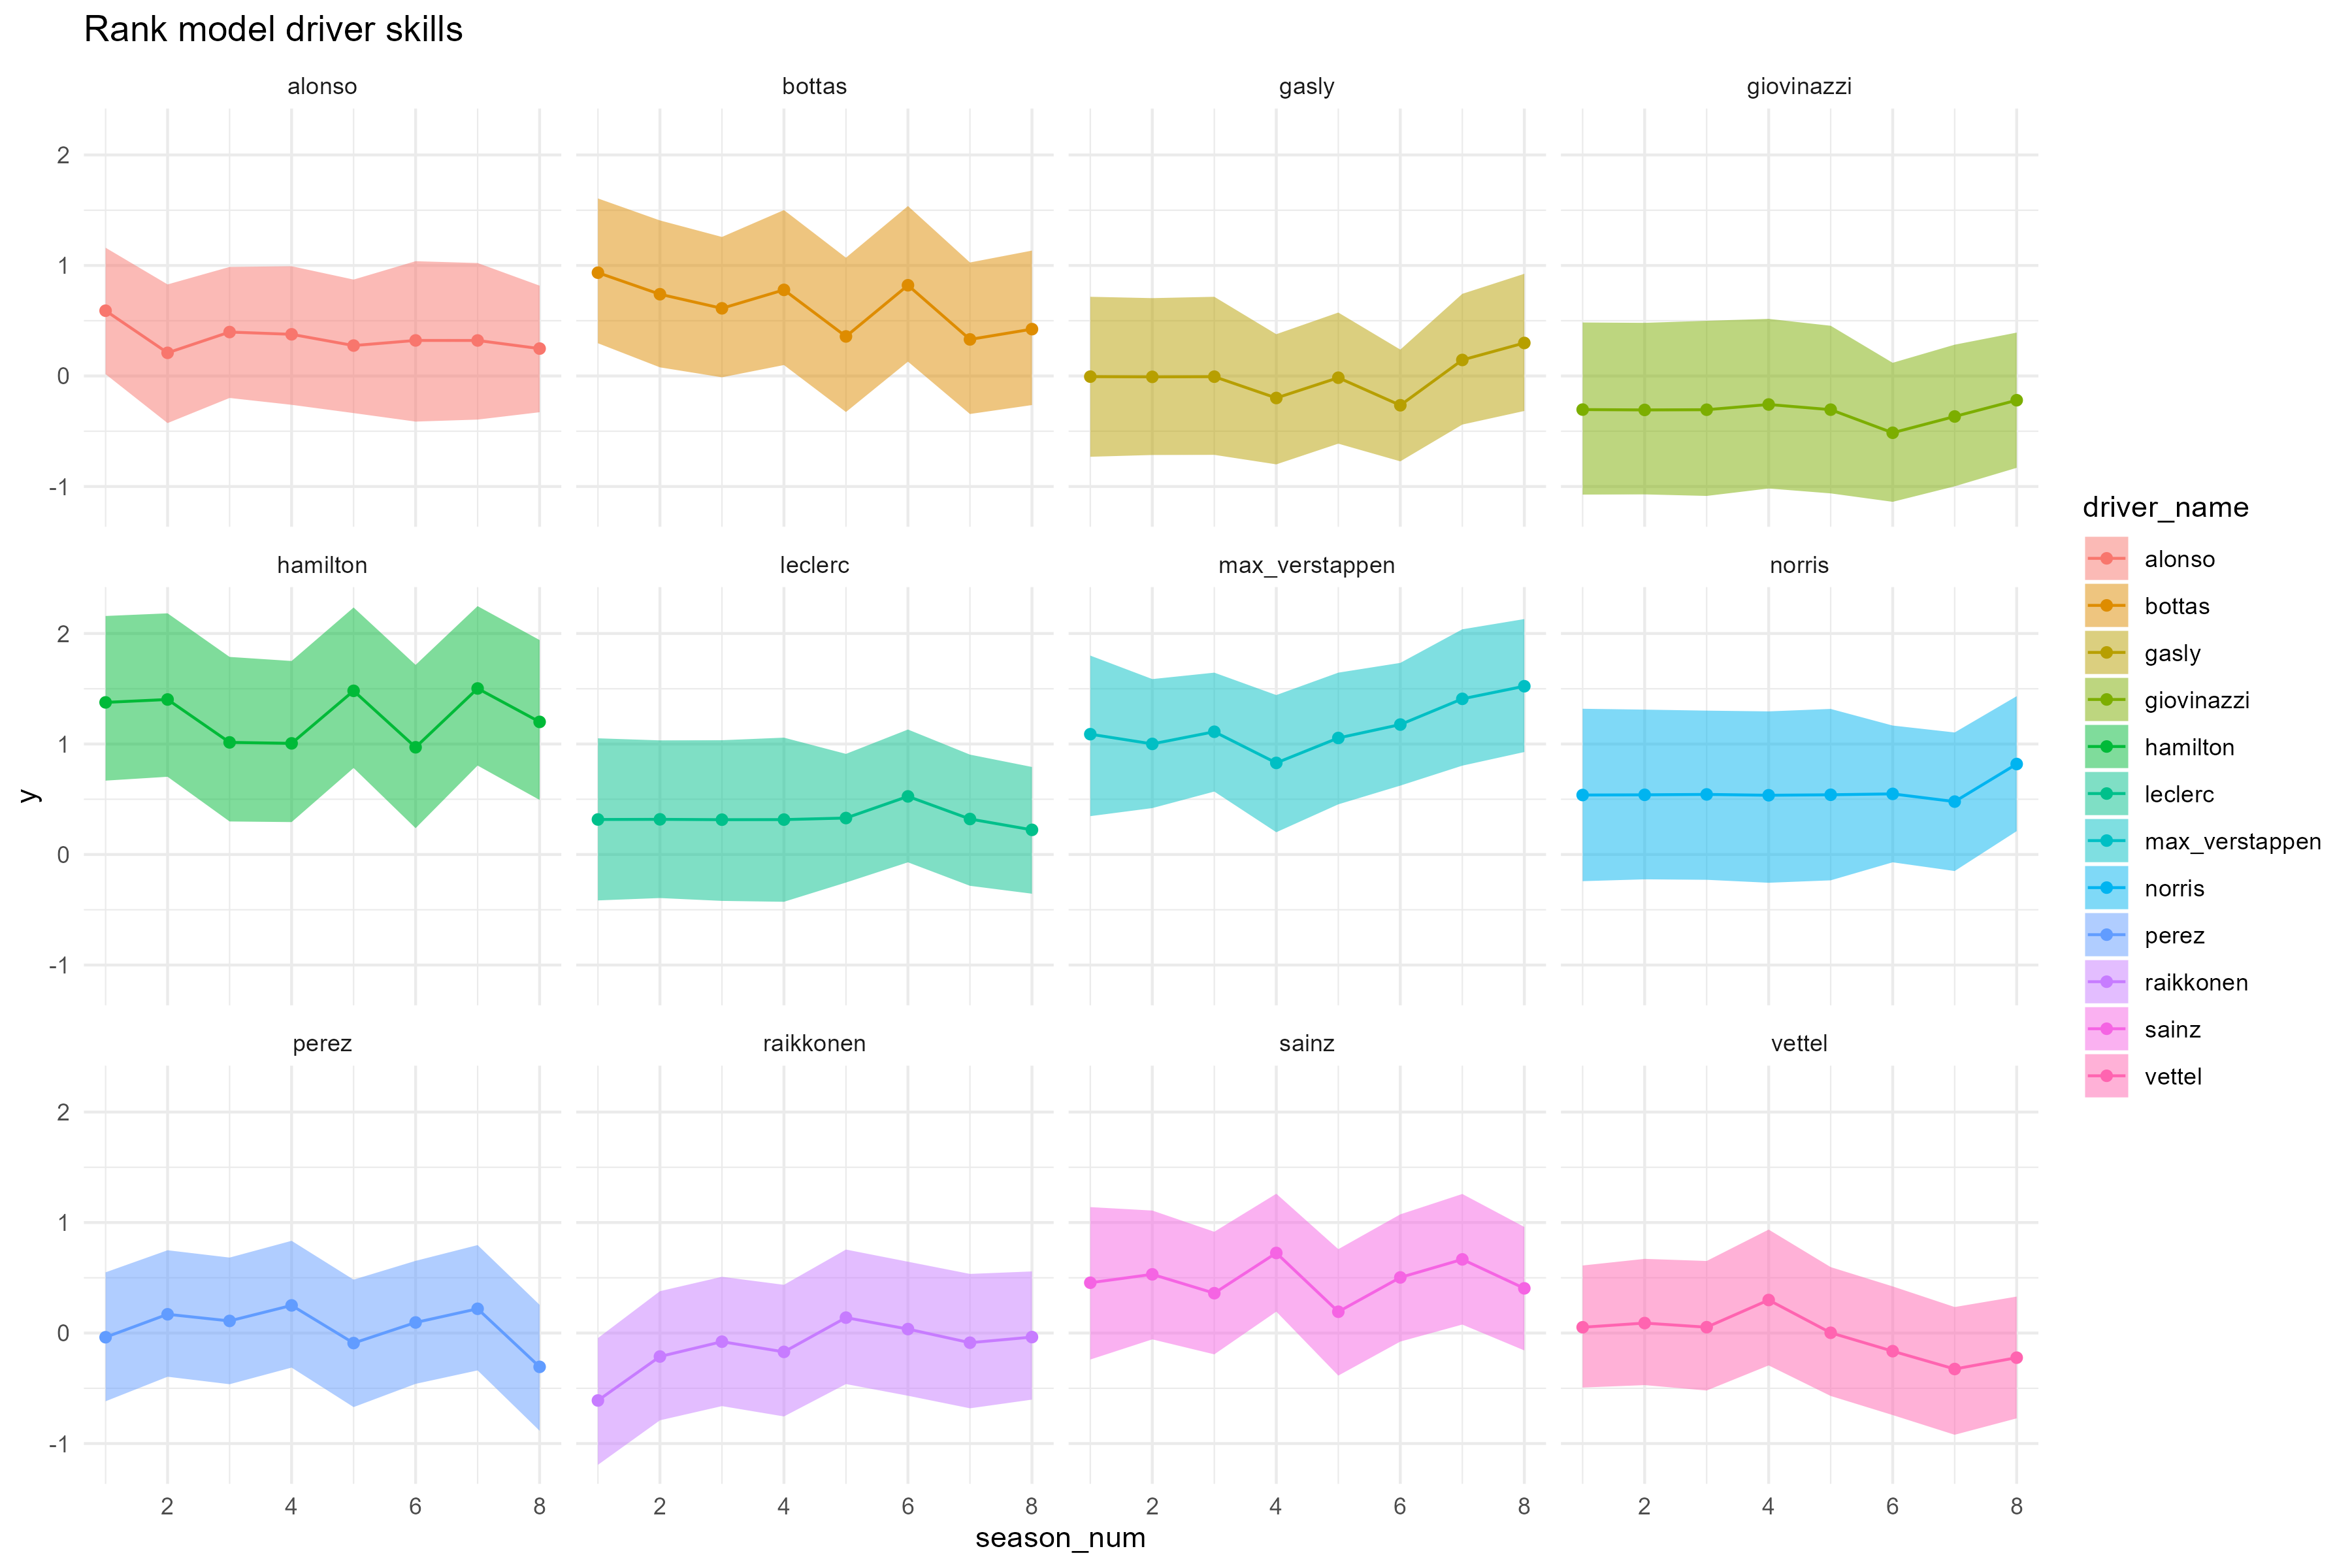 Rank model driver skills
alonso bottas gasly giovinazzi
2
1
0
-1
hamilton leclerc max_verstappen norris
2
1
0
-1
perez raikkonen sainz vettel
2
1
0
-1
2 4 6 8 2 4 6 8 2 4 6 8 2 4 6 8
season_num
y
driver_name
alonso
bottas
gasly
giovinazzi
hamilton
leclerc
max_verstappen
norris
perez
raikkonen
sainz
vettel